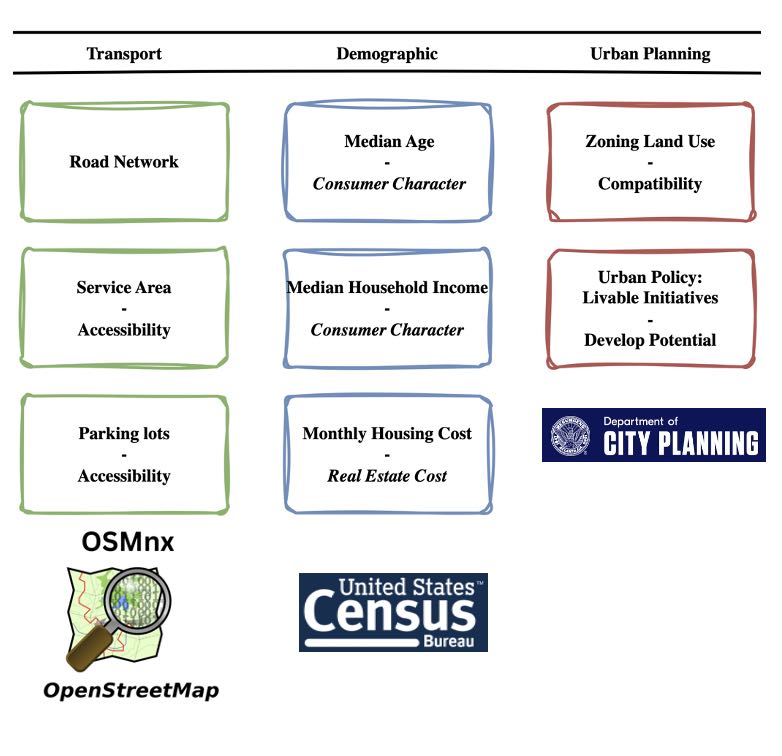 Transport
Demographic
Urban Planning
Road Network
Median Age
-
Consumer Character
Zoning Land Use
-
Compatibility
Service Area
-
Accessibility
Median Household Income
-
Consumer Character
Urban Policy:
Livable Initiatives
-
Develop Potential
Parking lots
-
Accessibility
Monthly Housing Cost
-
Real Estate Cost
Department of
CITY PLANNING
OSMnx
OpenStreetMap
United States™
Census
Bureau